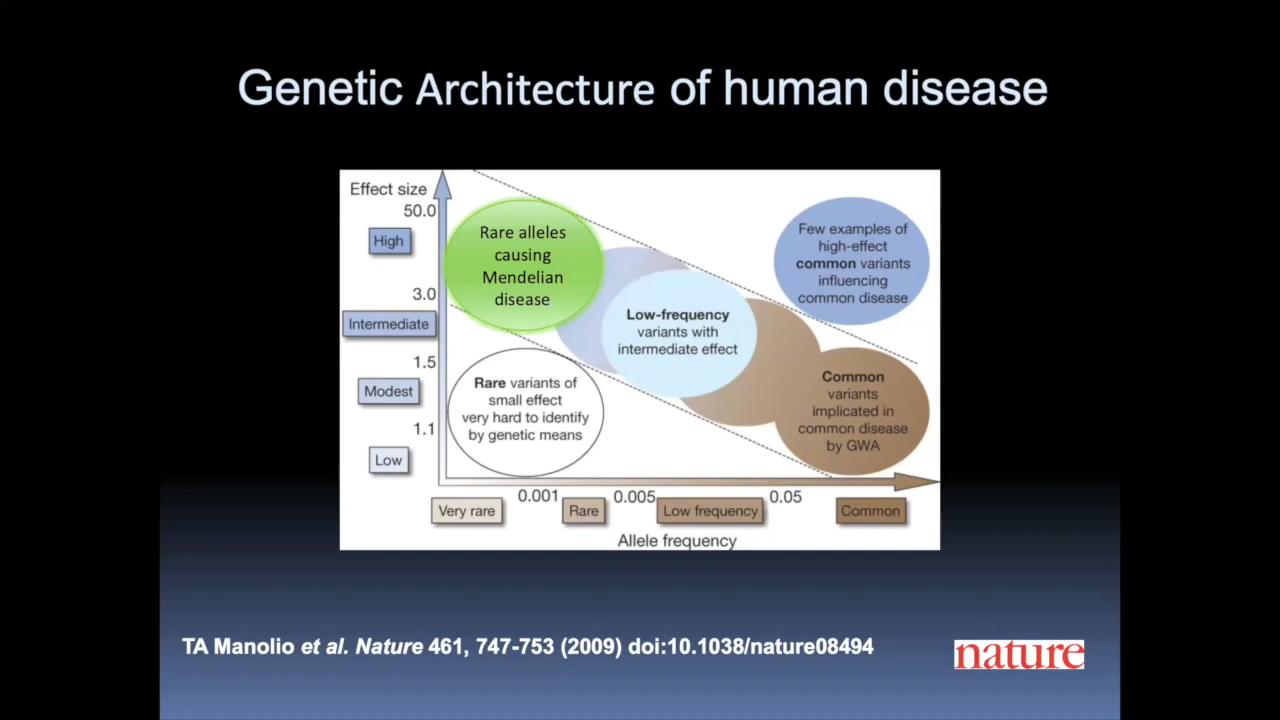 Genetic Architecture of human disease
Effect size
50.0
High
3.0
Intermediate
1.5
Modest
1.1
Low
Rare alleles
causing
Mendelian
disease
Few examples of
high-effect
common variants
influencing
common disease
Low-frequency
variants with
intermediate effect
Rare variants of
small effect
very hard to identify
by genetic means
Common
variants
implicated in
common disease
by GWA
0.001
0.005
0.05
Very rare
Rare
Low frequency
Common
Allele frequency
TA Manolio et al. Nature 461, 747-753 (2009) doi:10.1038/nature08494
nature